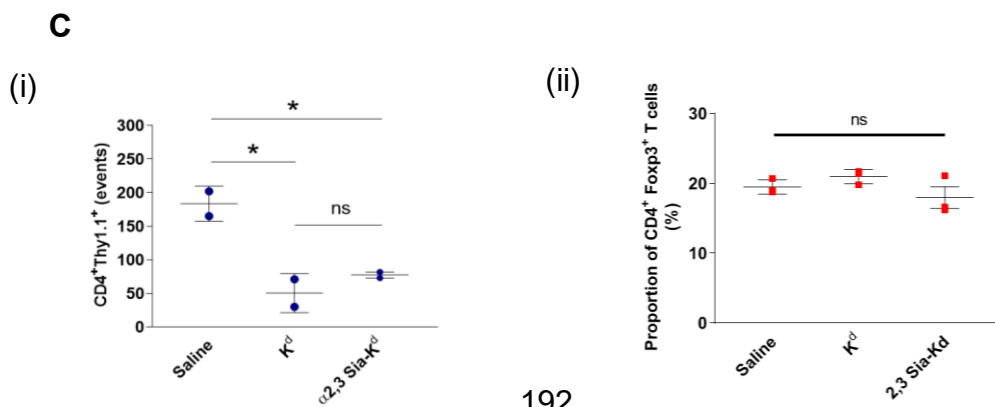 C
(i)
CD4⁺Thy1.1⁺ (events)
300
250
200
150
100
50
0
*
*
ns
Saline
Kᵈ
α2,3 Sia-Kᵈ
(ii)
Proportion of CD4⁺ Foxp3⁺ T cells
(%)
30
20
10
0
ns
Saline
Kᵈ
2,3 Sia-Kd
192